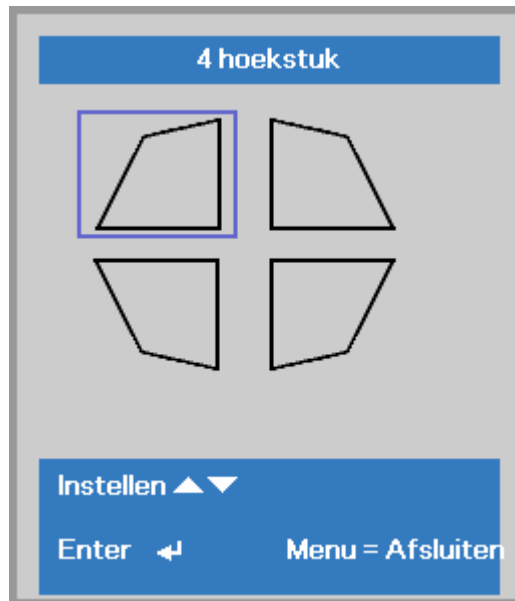 4 hoekstuk
Instellen ▲▼
Enter ↵ Menu = Afsluiten